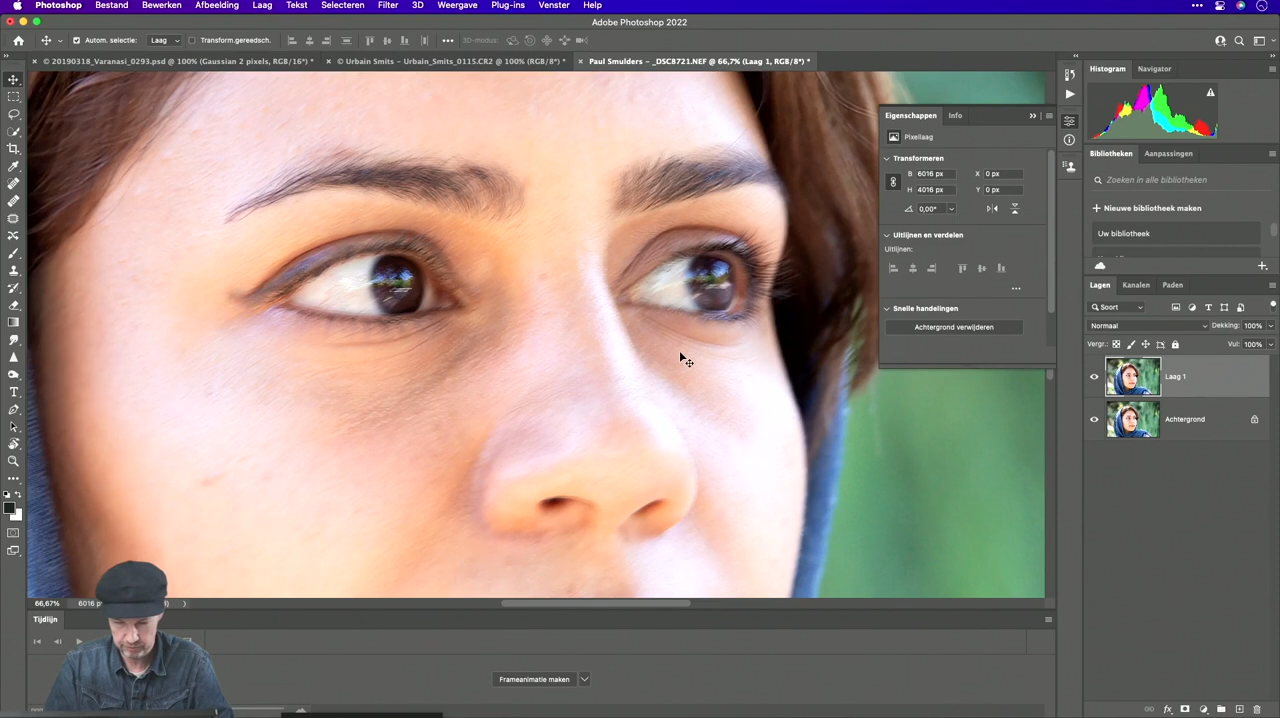 Photoshop Bestand Bewerken Afbeelding Laag Tekst Selecteren Filter 3D Weergave Plug-ins Venster Help
Adobe Photoshop 2022
Autom. selectie: Laag Transform.gereedsch. 3D-modus:
© 20190318_Varanasi_0293.psd @ 100% (Gaussian 2 pixels, RGB/16*) *
© Urbain Smits – Urbain_Smits_0115.CR2 @ 100% (RGB/8*) *
Paul Smulders – _DSC8721.NEF @ 66,7% (Laag 1, RGB/8*) *
Histogram Navigator
Eigenschappen Info
Pixellaag
Transformeren
B 6016 px X 0 px
H 4016 px Y 0 px
0,00°
Uitlijnen en verdelen
Uitlijnen:
Snelle handelingen
Achtergrond verwijderen
Bibliotheken Aanpassingen
Zoeken in alle bibliotheken
Nieuwe bibliotheek maken
Uw bibliotheek
Lagen Kanalen Paden
Soort
Normaal Dekking: 100%
Vergr.: Vul: 100%
Laag 1
Achtergrond
66,67% 6016
Tijdlijn
Frameanimatie maken